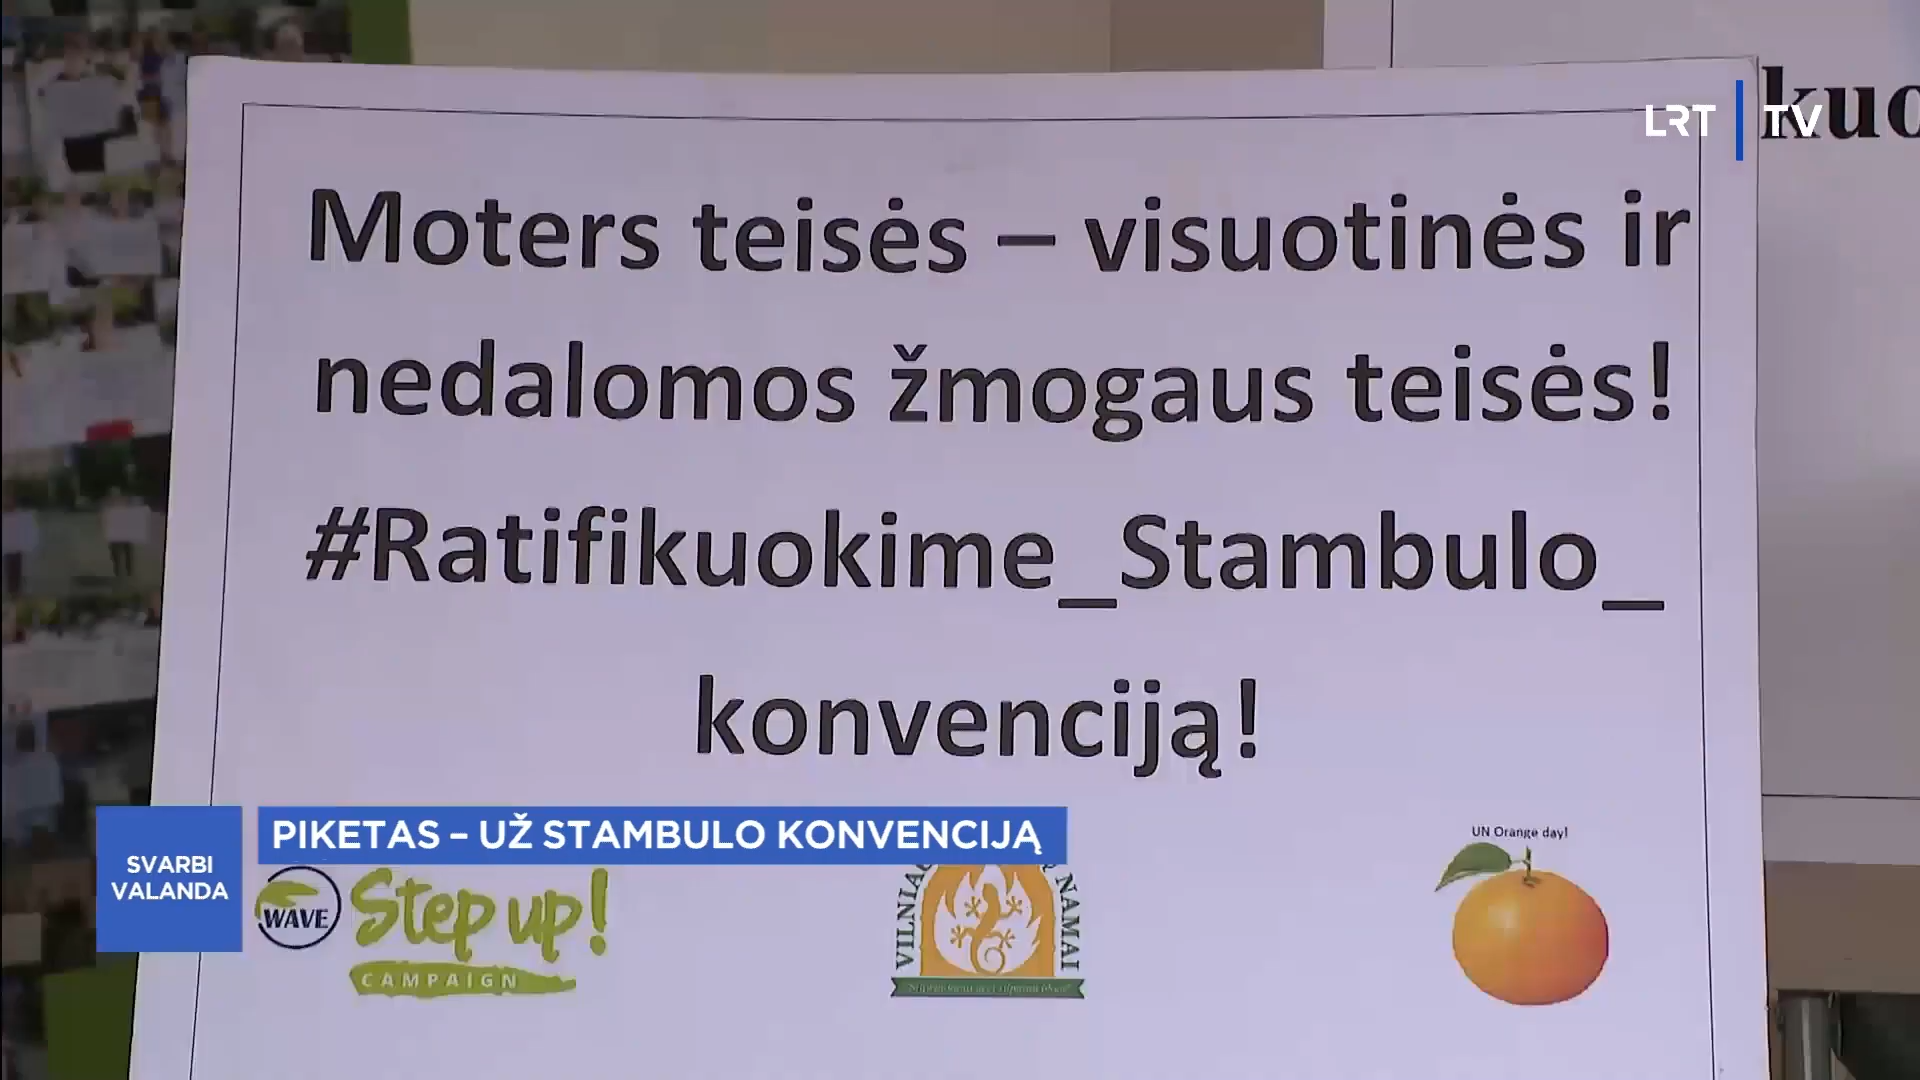 LRT TV
kuo
Moters teisės – visuotinės ir
nedalomos žmogaus teisės!
#Ratifikuokime_Stambulo_
konvenciją!
PIKETAS – UŽ STAMBULO KONVENCIJĄ
SVARBI
VALANDA
WAVE Step up!
CAMPAIGN
NAMAI
UN Orange day!